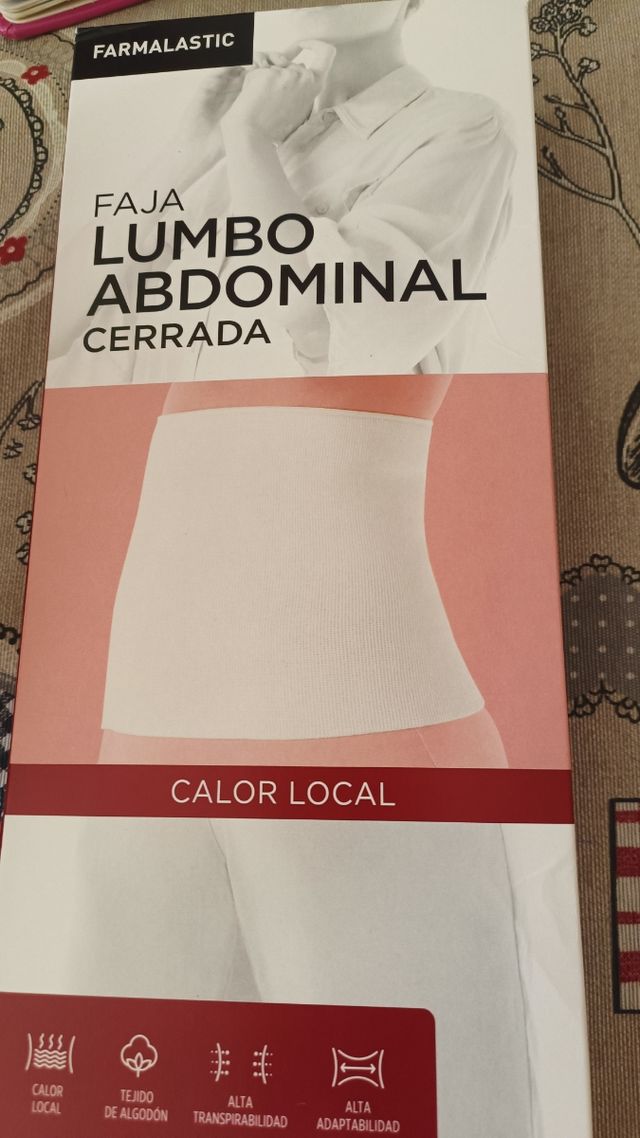 FARMALASTIC
FAJA
LUMBO
ABDOMINAL
CERRADA
CALOR LOCAL
CALOR
LOCAL
TEJIDO
DE ALGODÓN
ALTA
TRANSPIRABILIDAD
ALTA
ADAPTABILIDAD